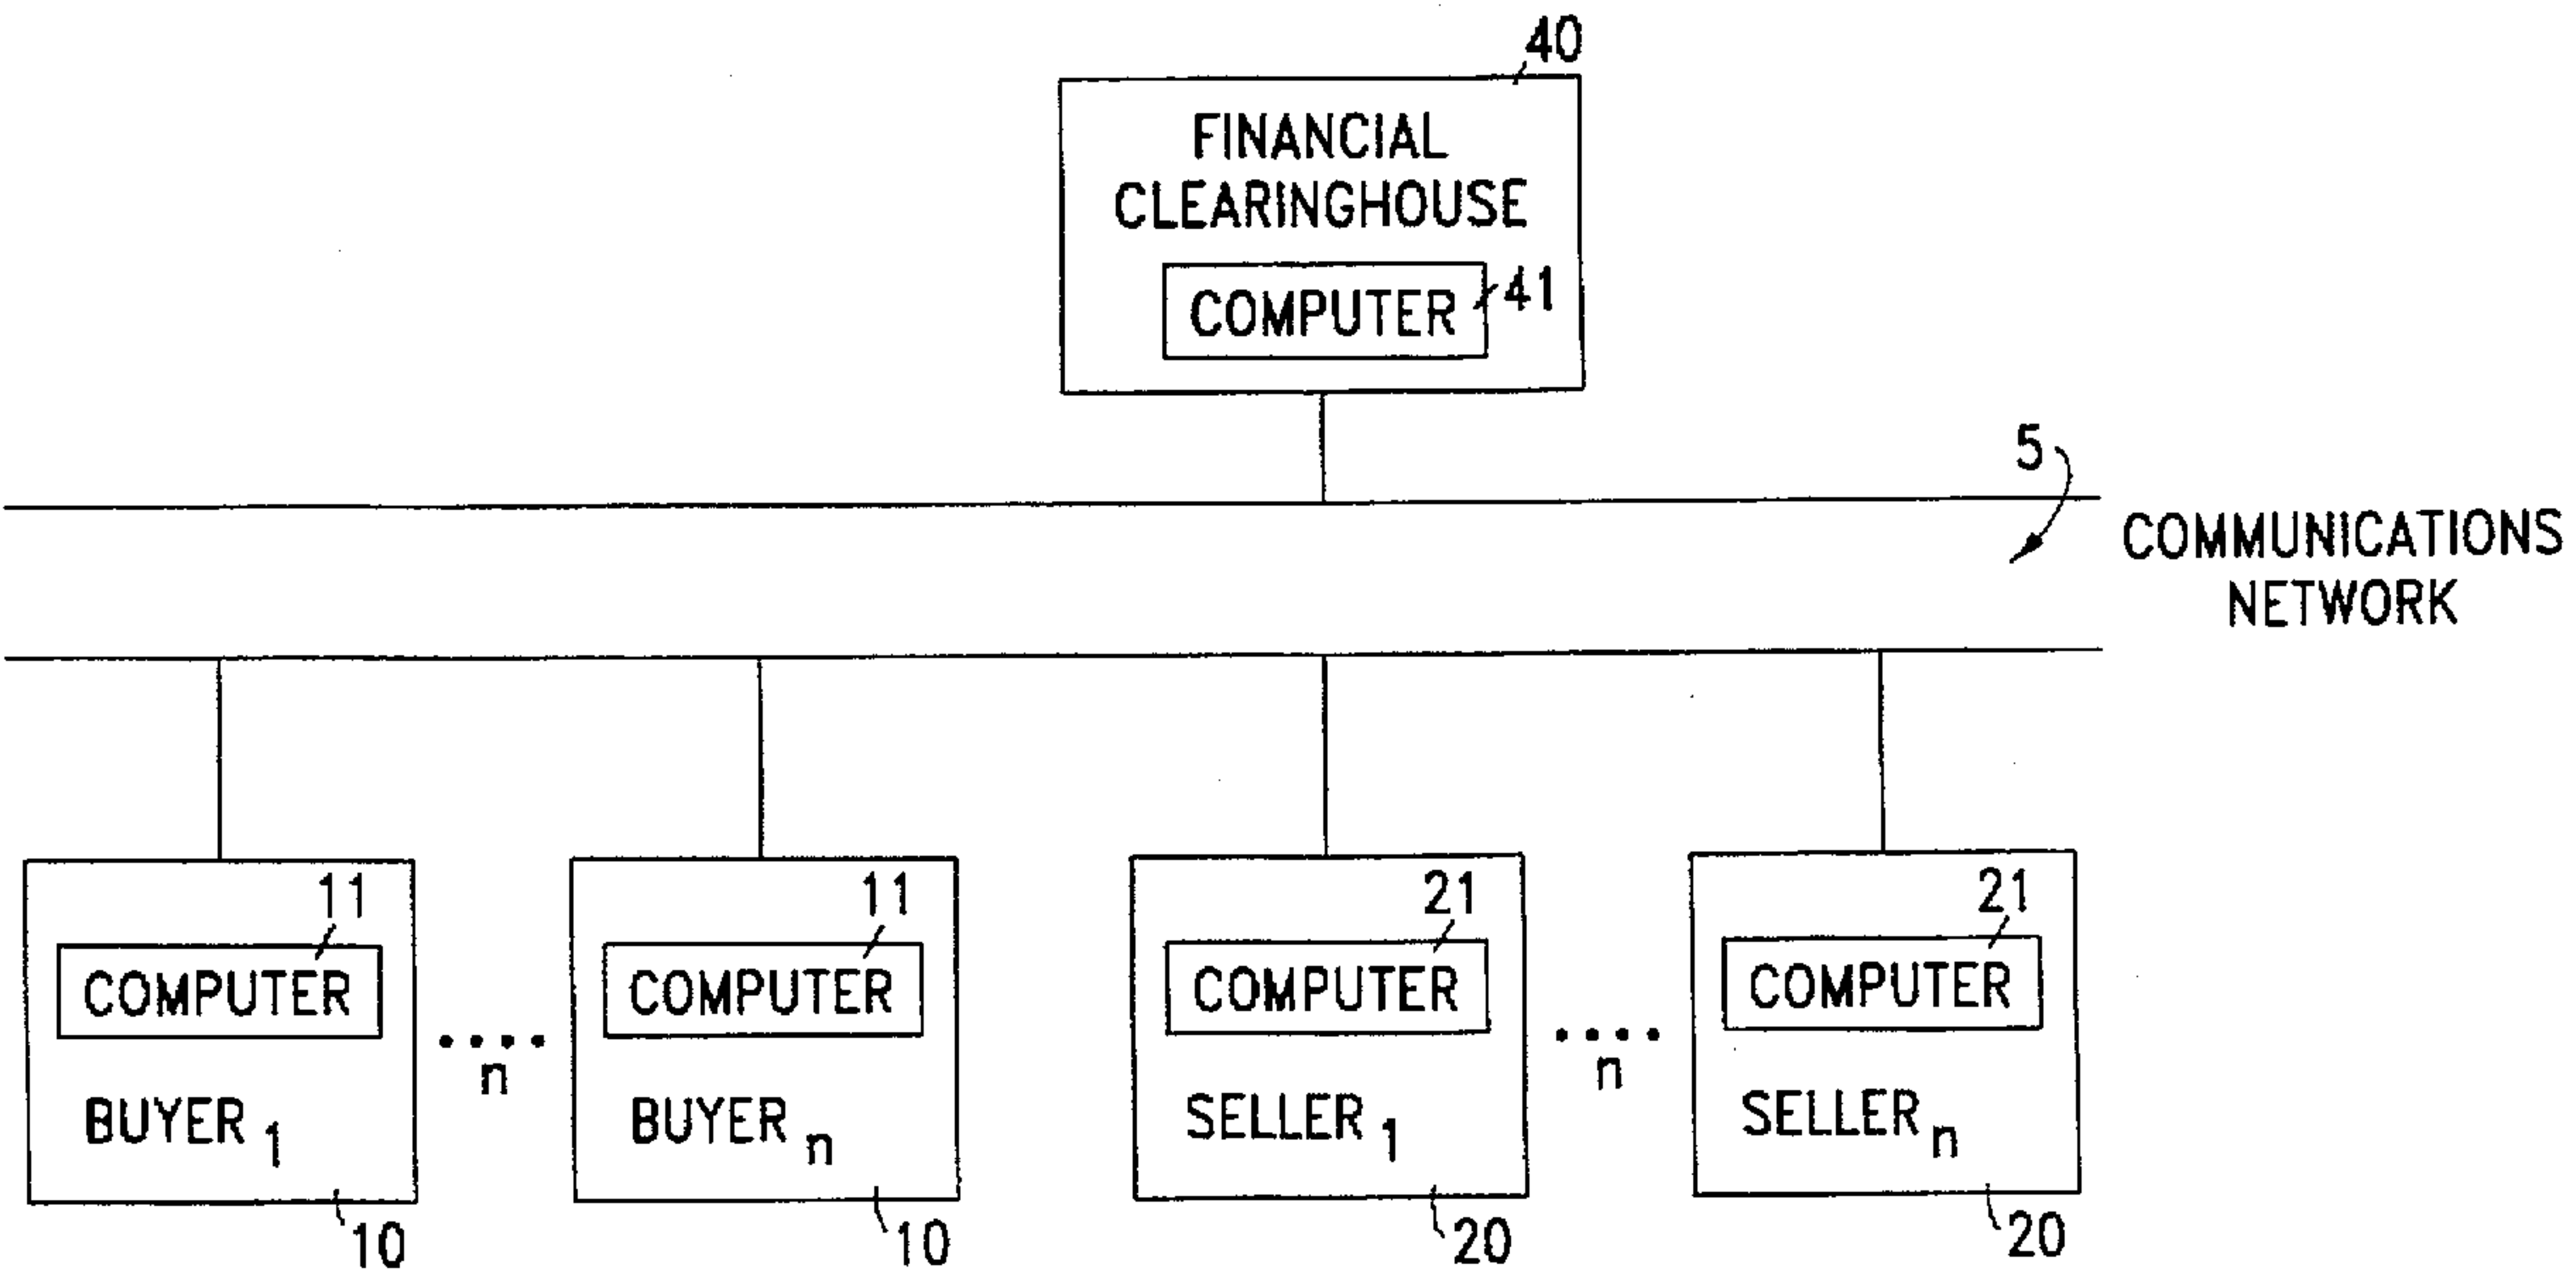 40
FINANCIAL
CLEARINGHOUSE
COMPUTER
41
5
COMMUNICATIONS
NETWORK
11
COMPUTER
BUYER 1
10
n
11
COMPUTER
BUYER n
10
21
COMPUTER
SELLER 1
20
n
21
COMPUTER
SELLER n
20